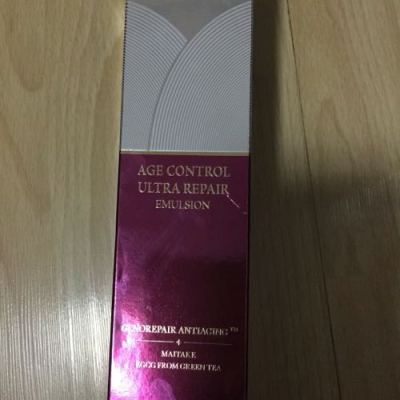 AGE CONTROL
ULTRA REPAIR
EMULSION
GENOREPAIR ANTIAGING™
MAITAKE
EGCG FROM GREEN TEA